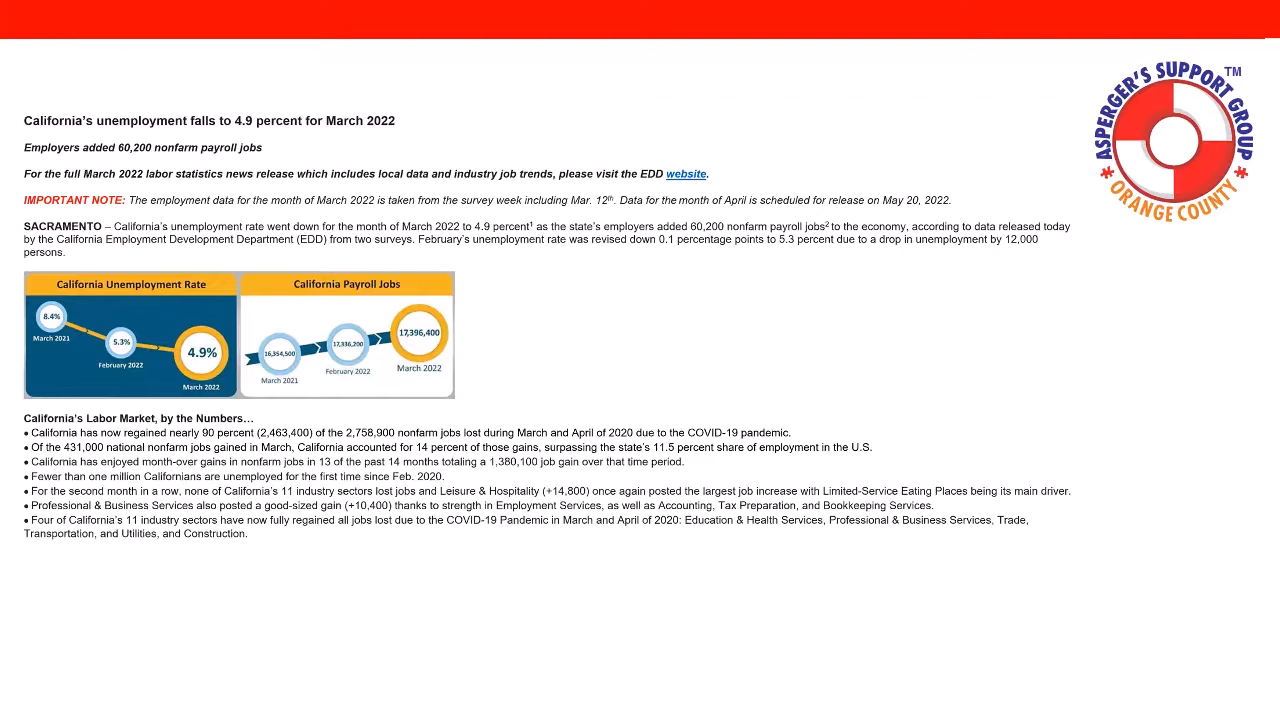 ASPERGER'S SUPPORT GROUP TM
* ORANGE COUNTY *
California's unemployment falls to 4.9 percent for March 2022
Employers added 60,200 nonfarm payroll jobs
For the full March 2022 labor statistics news release which includes local data and industry job trends, please visit the EDD website.
IMPORTANT NOTE: The employment data for the month of March 2022 is taken from the survey week including Mar. 12th. Data for the month of April is scheduled for release on May 20, 2022.
SACRAMENTO – California's unemployment rate went down for the month of March 2022 to 4.9 percent¹ as the state's employers added 60,200 nonfarm payroll jobs² to the economy, according to data released today
by the California Employment Development Department (EDD) from two surveys. February's unemployment rate was revised down 0.1 percentage points to 5.3 percent due to a drop in unemployment by 12,000
persons.
California Unemployment Rate
8.4%
March 2021
5.3%
February 2022
4.9%
March 2022
California Payroll Jobs
16,354,500
March 2021
17,336,200
February 2022
17,396,400
March 2022
California's Labor Market, by the Numbers…
• California has now regained nearly 90 percent (2,463,400) of the 2,758,900 nonfarm jobs lost during March and April of 2020 due to the COVID-19 pandemic.
• Of the 431,000 national nonfarm jobs gained in March, California accounted for 14 percent of those gains, surpassing the state's 11.5 percent share of employment in the U.S.
• California has enjoyed month-over gains in nonfarm jobs in 13 of the past 14 months totaling a 1,380,100 job gain over that time period.
• Fewer than one million Californians are unemployed for the first time since Feb. 2020.
• For the second month in a row, none of California's 11 industry sectors lost jobs and Leisure & Hospitality (+14,800) once again posted the largest job increase with Limited-Service Eating Places being its main driver.
• Professional & Business Services also posted a good-sized gain (+10,400) thanks to strength in Employment Services, as well as Accounting, Tax Preparation, and Bookkeeping Services.
• Four of California's 11 industry sectors have now fully regained all jobs lost due to the COVID-19 Pandemic in March and April of 2020: Education & Health Services, Professional & Business Services, Trade,
Transportation, and Utilities, and Construction.